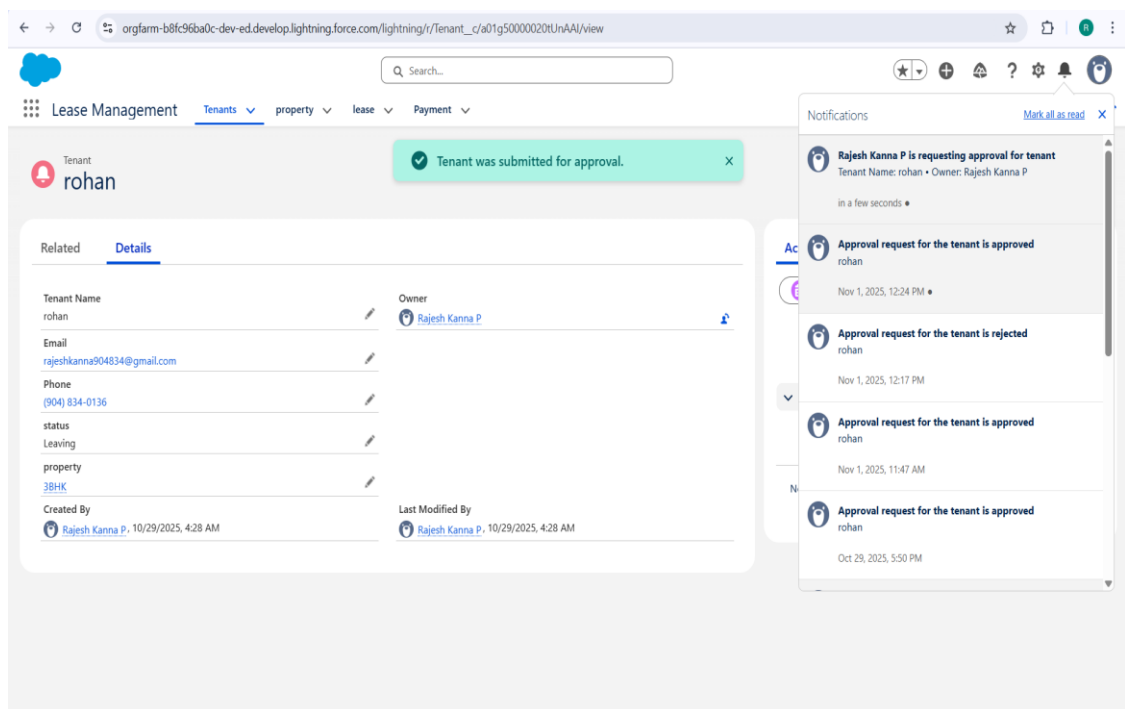 orgfarm-b8fc96ba0c-dev-ed.develop.lightning.force.com/lightning/r/Tenant__c/a01g50000020tUnAAI/view
R
Search...
Lease Management
Tenants
property
lease
Payment
Notifications
Mark all as read
X
Tenant
rohan
Tenant was submitted for approval.
X
Rajesh Kanna P is requesting approval for tenant
Tenant Name: rohan • Owner: Rajesh Kanna P
in a few seconds •
Approval request for the tenant is approved
rohan
Nov 1, 2025, 12:24 PM •
Approval request for the tenant is rejected
rohan
Nov 1, 2025, 12:17 PM
Approval request for the tenant is approved
rohan
Nov 1, 2025, 11:47 AM
Approval request for the tenant is approved
rohan
Oct 29, 2025, 5:50 PM
Related
Details
Tenant Name
rohan
Owner
Rajesh Kanna P
Email
rajeshkanna904834@gmail.com
Phone
(904) 834-0136
status
Leaving
property
3BHK
Created By
Rajesh Kanna P, 10/29/2025, 4:28 AM
Last Modified By
Rajesh Kanna P, 10/29/2025, 4:28 AM